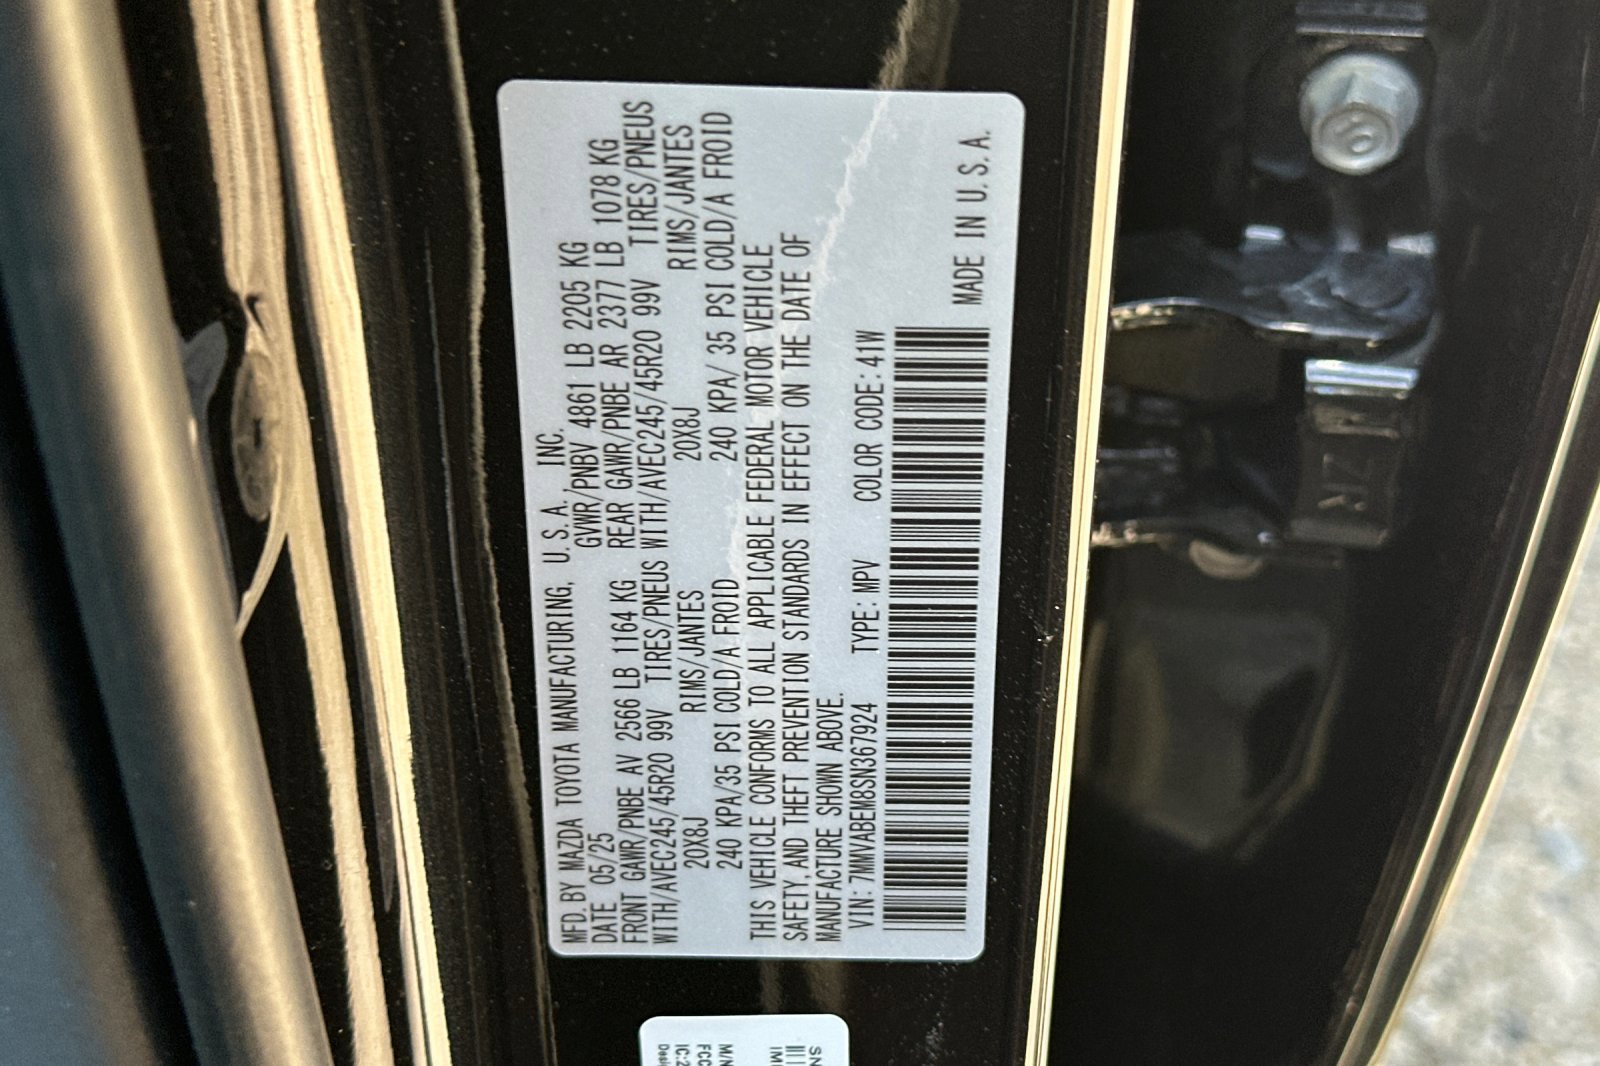 MFD.BY MAZDA TOYOTA MANUFACTURING, U.S.A, INC.
DATE 05/25 GVWR/PNBV 4861 LB 2205 KG
FRONT GAWR/PNBE AV 2566 LB 1164 KG REAR GAWR/PNBE AR 2377 LB 1078 KG
WITH/AVEC245/45R20 99V TIRES/PNEUS WITH/AVEC245/45R20 99V TIRES/PNEUS
20X8J RIMS/JANTES 20X8J RIMS/JANTES
240 KPA/35 PSI COLD/A FROID 240 KPA/ 35 PSI COLD/A FROID
THIS VEHICLE CONFORMS TO ALL APPLICABLE FEDERAL MOTOR VEHICLE
SAFETY,AND THEFT PREVENTION STANDARDS IN EFFECT ON THE DATE OF
MANUFACTURE SHOWN ABOVE.
VIN: 7MMVABEM8SN367924 TYPE: MPV COLOR CODE: 41W
MADE IN U.S.A.
SN
M/N
FCC
IC:2